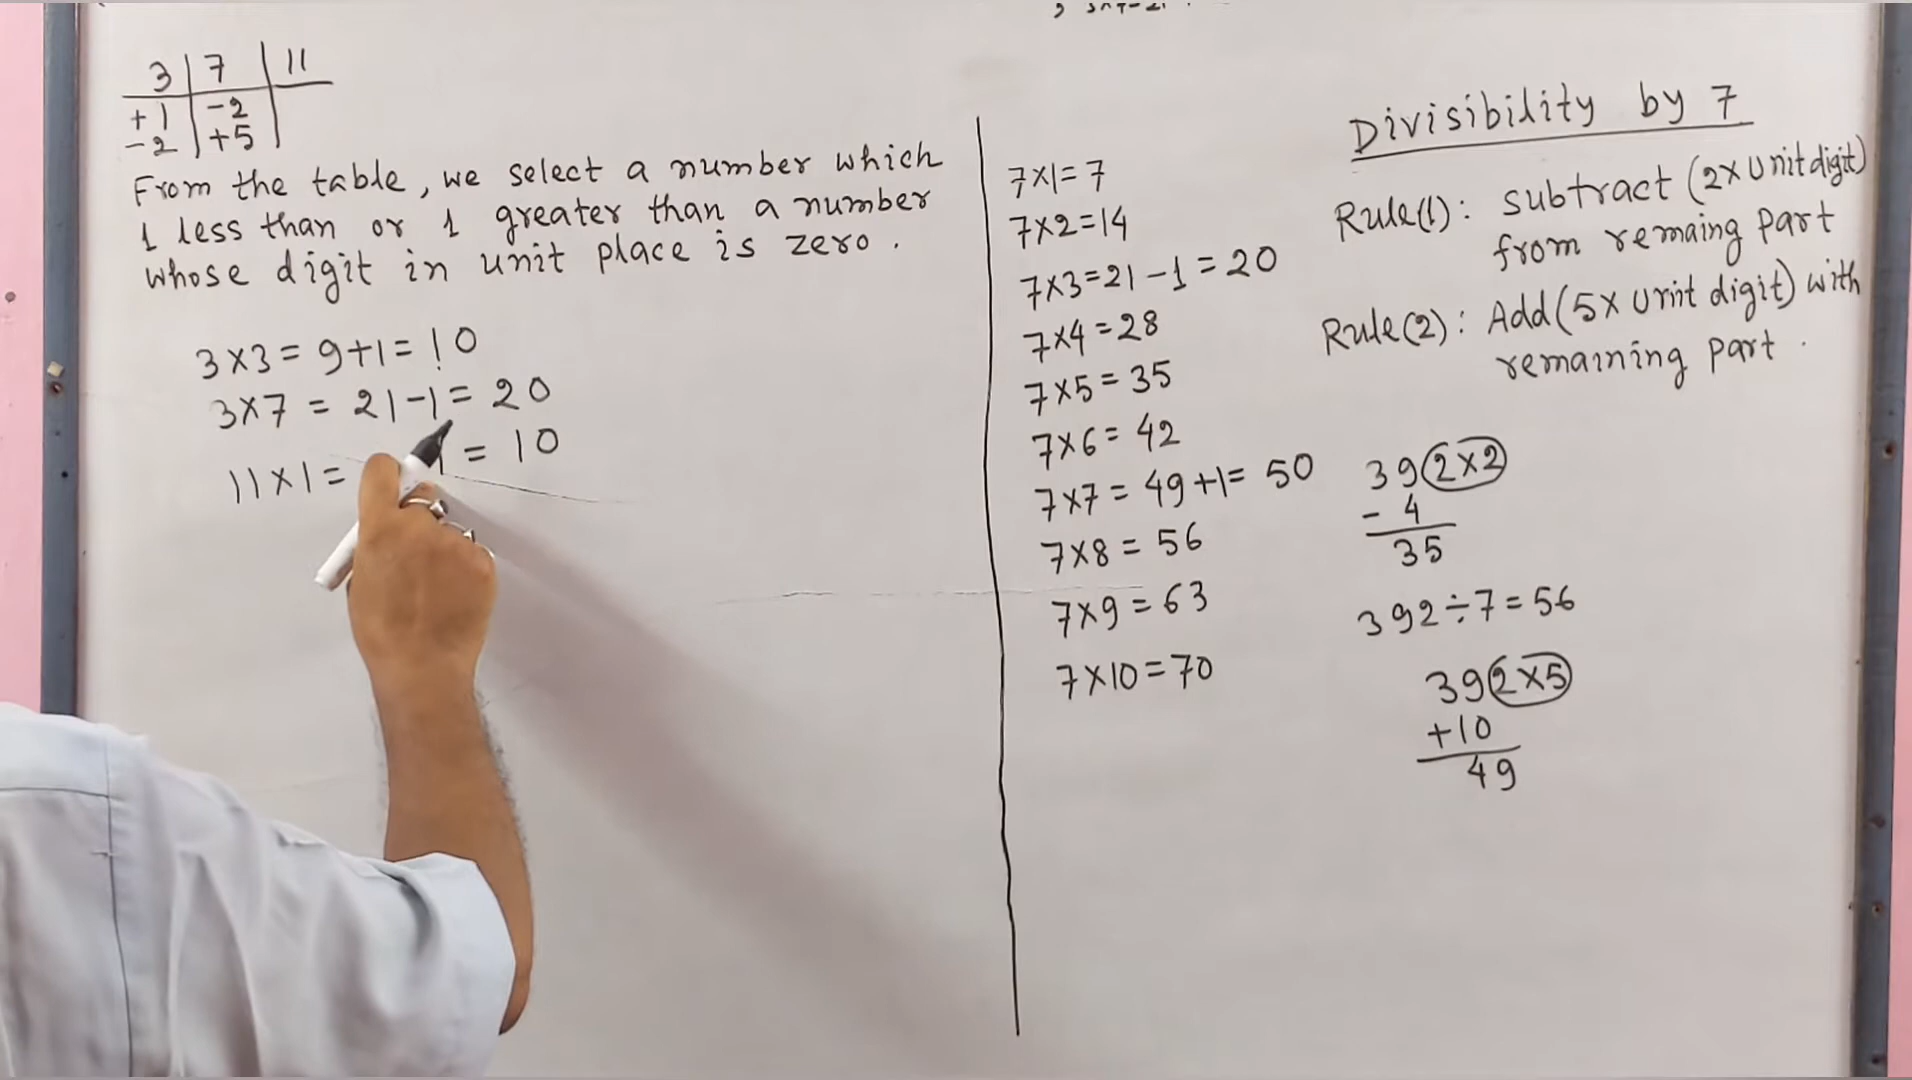 3 | 7 | 11
+1 | -2
-2 | +5
From the table, we select a number which
1 less than or 1 greater than a number
whose digit in unit place is zero.
3×3 = 9+1 = 10
3×7 = 21-1 = 20
11×1 = 1 = 10
7×1=7
7×2=14
7×3=21-1=20
7×4=28
7×5=35
7×6=42
7×7=49+1=50
7×8=56
7×9=63
7×10=70
Divisibility by 7
Rule(1): subtract (2×unit digit)
from remaing part
Rule(2): Add(5×unit digit) with
remaining part.
392×2
- 4
35
392÷7=56
392×5
+10
49